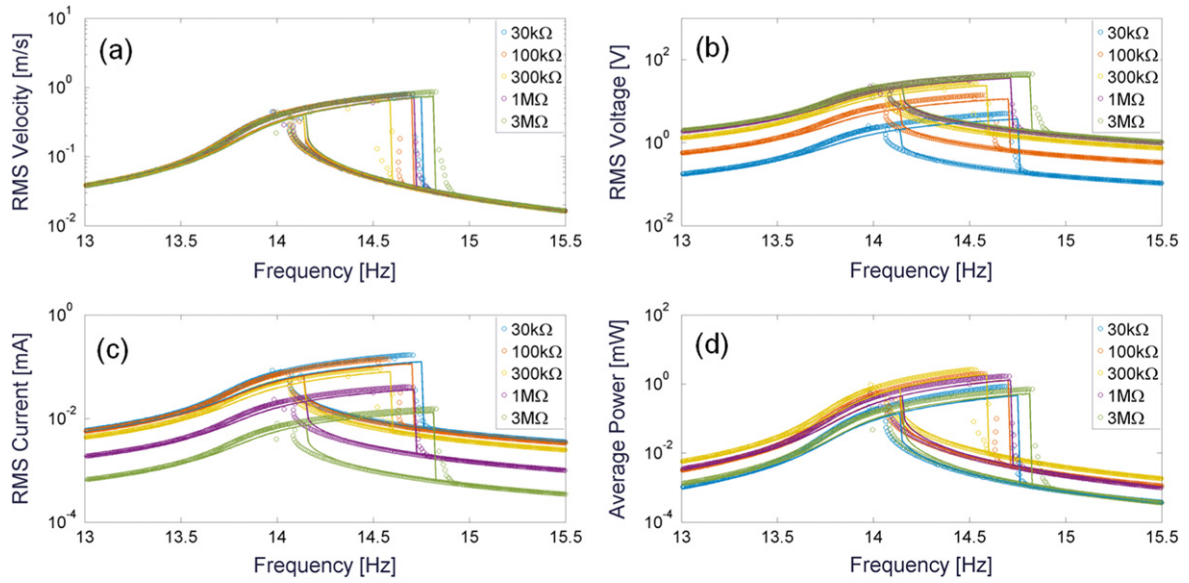 (a)
RMS Velocity [m/s]
10^1
10^0
10^-1
10^-2
13 13.5 14 14.5 15 15.5
Frequency [Hz]
30kΩ
100kΩ
300kΩ
1MΩ
3MΩ
(b)
RMS Voltage [V]
10^2
10^0
10^-2
13 13.5 14 14.5 15 15.5
Frequency [Hz]
30kΩ
100kΩ
300kΩ
1MΩ
3MΩ
(c)
RMS Current [mA]
10^0
10^-2
10^-4
13 13.5 14 14.5 15 15.5
Frequency [Hz]
30kΩ
100kΩ
300kΩ
1MΩ
3MΩ
(d)
Average Power [mW]
10^2
10^0
10^-2
10^-4
13 13.5 14 14.5 15 15.5
Frequency [Hz]
30kΩ
100kΩ
300kΩ
1MΩ
3MΩ